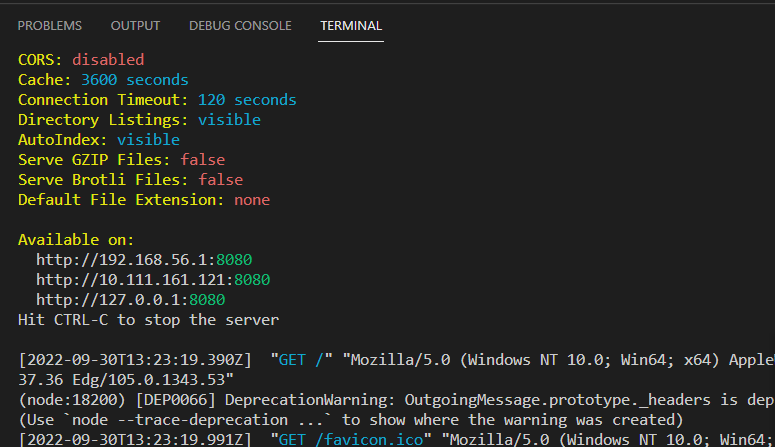 PROBLEMS OUTPUT DEBUG CONSOLE TERMINAL
CORS: disabled
Cache: 3600 seconds
Connection Timeout: 120 seconds
Directory Listings: visible
AutoIndex: visible
Serve GZIP Files: false
Serve Brotli Files: false
Default File Extension: none
Available on:
http://192.168.56.1:8080
http://10.111.161.121:8080
http://127.0.0.1:8080
Hit CTRL-C to stop the server
[2022-09-30T13:23:19.390Z] "GET /" "Mozilla/5.0 (Windows NT 10.0; Win64; x64) Apple
37.36 Edg/105.0.1343.53"
(node:18200) [DEP0066] DeprecationWarning: OutgoingMessage.prototype._headers is dep
(Use `node --trace-deprecation ...` to show where the warning was created)
[2022-09-30T13:23:19.991Z] "GET /favicon.ico" "Mozilla/5.0 (Windows NT 10.0; Win64;